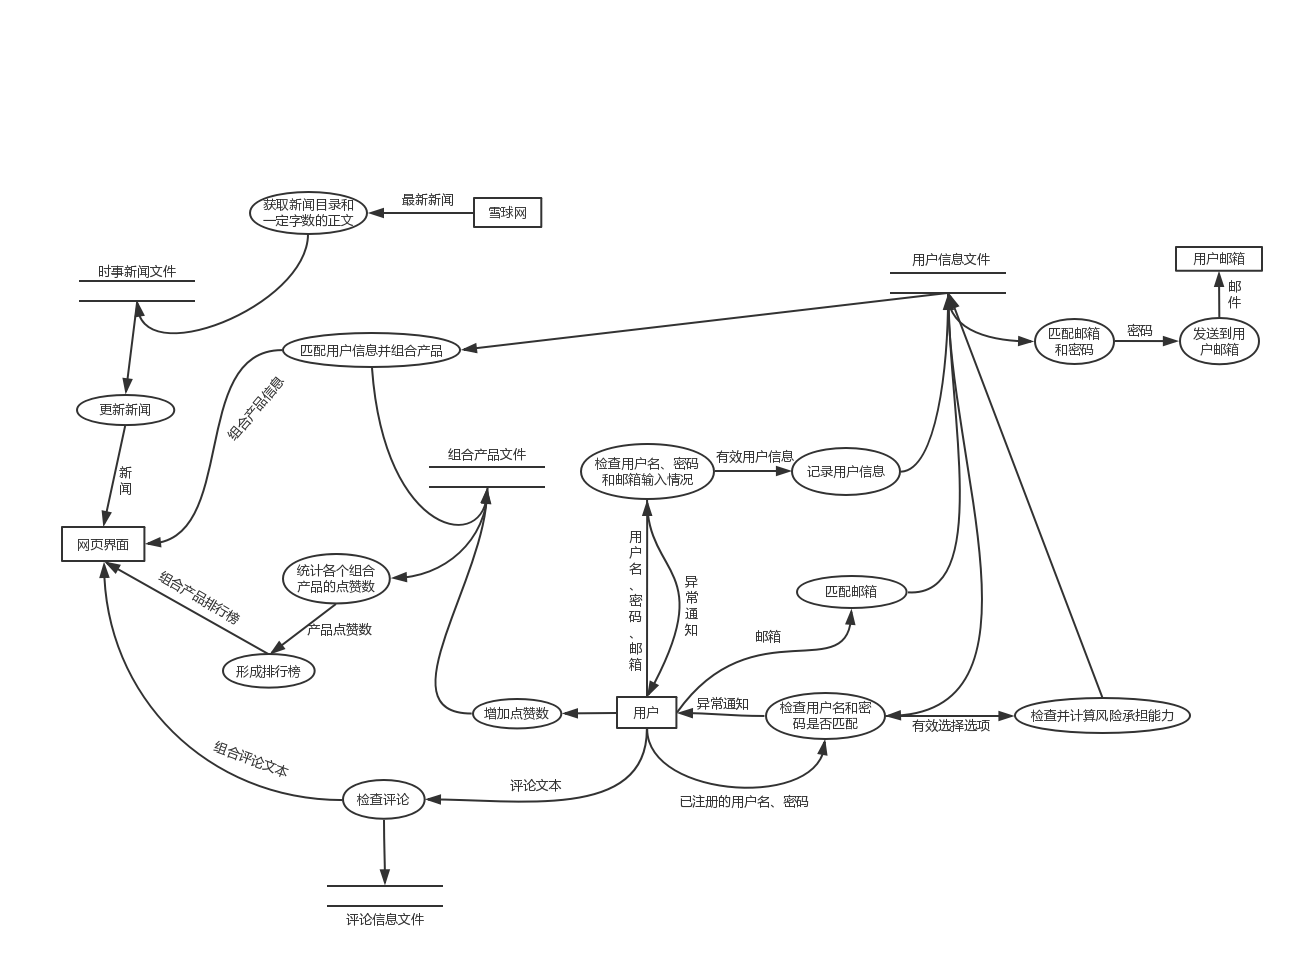 最新新闻
获取新闻目录和
一定字数的正文
雪球网
时事新闻文件
用户信息文件
用户邮箱
邮
件
匹配邮箱
和密码
密码
发送到用
户邮箱
匹配用户信息并组合产品
组合产品信息
更新新闻
新
闻
组合产品文件
检查用户名、密码
和邮箱输入情况
有效用户信息
记录用户信息
网页界面
用
户
名
、
密
码
、
邮
箱
异
常
通
知
统计各个组合
产品的点赞数
组合产品排行榜
产品点赞数
匹配邮箱
邮箱
形成排行榜
增加点赞数
用户
异常通知
检查用户名和密
码是否匹配
有效选择选项
检查并计算风险承担能力
组合评论文本
评论文本
检查评论
已注册的用户名、密码
评论信息文件